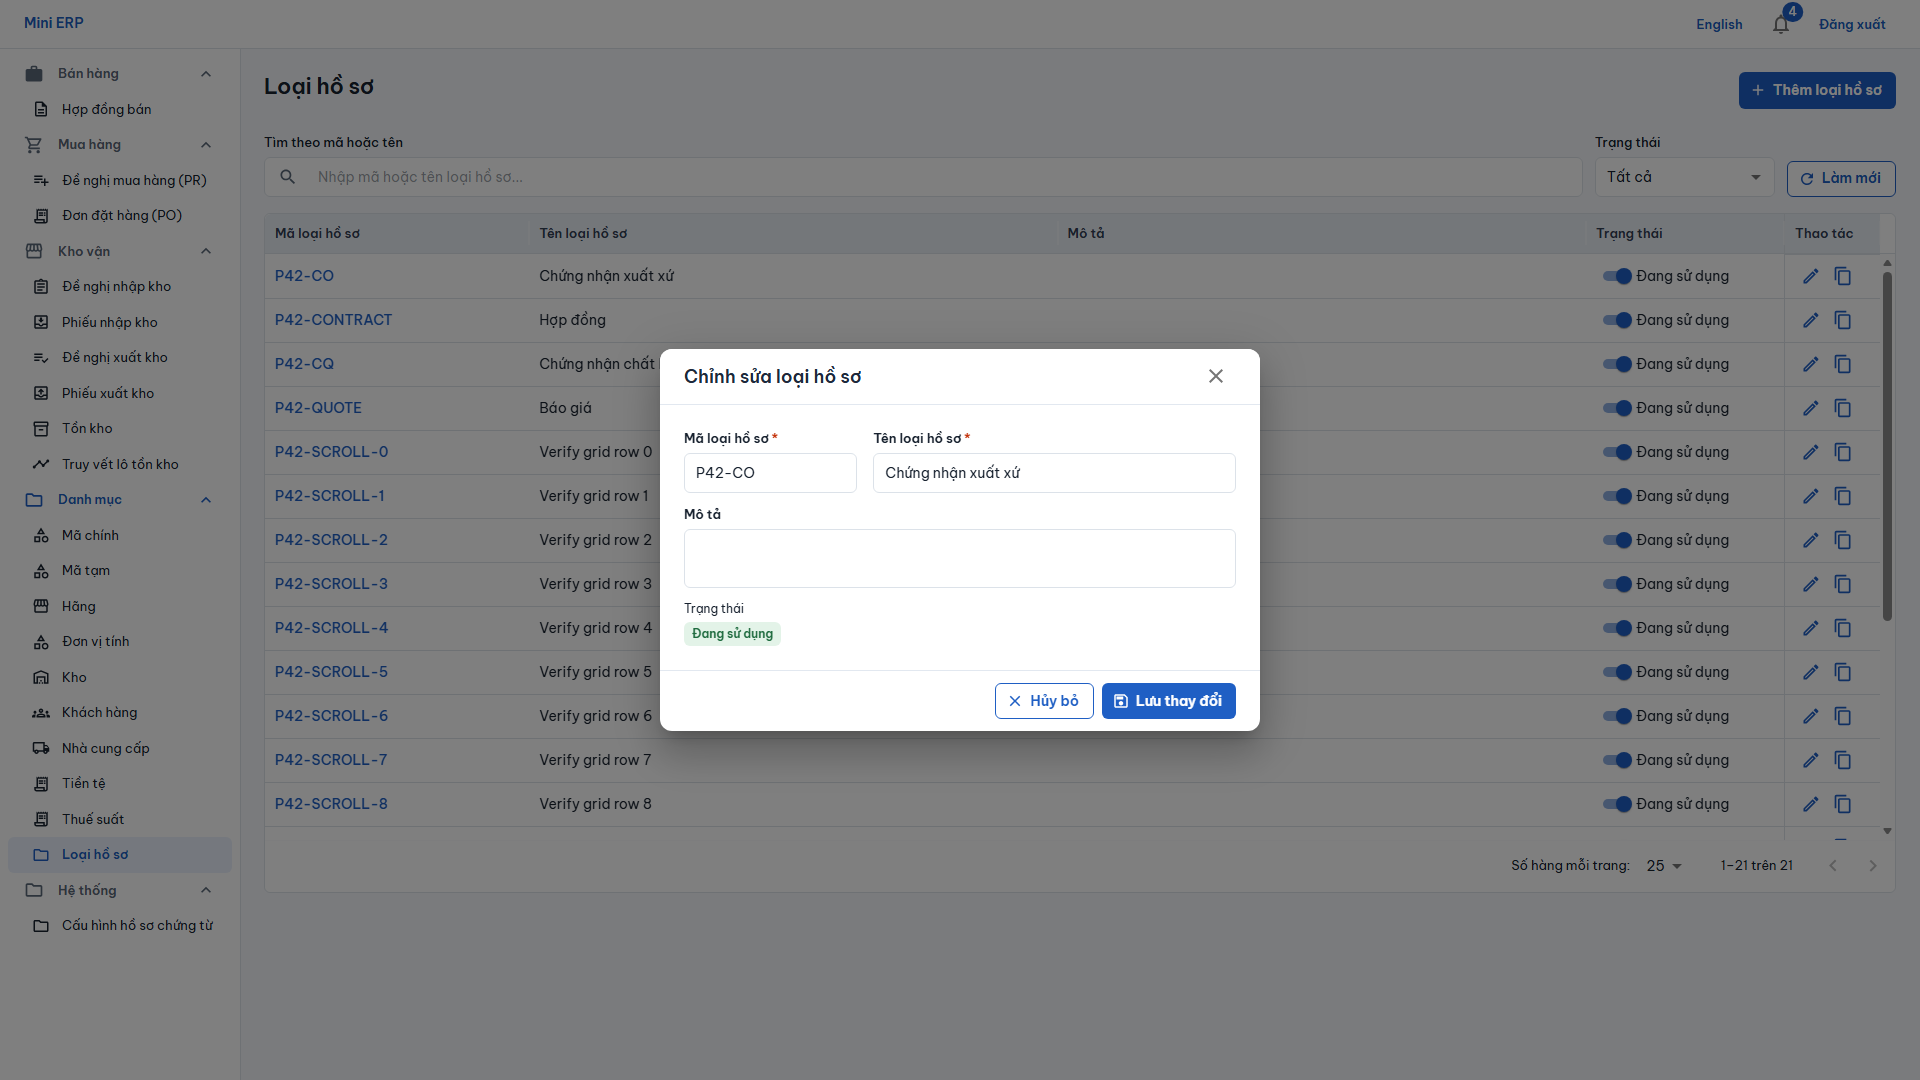 Mini ERP
English
4
Đăng xuất
Bán hàng
Hợp đồng bán
Mua hàng
Đề nghị mua hàng (PR)
Đơn đặt hàng (PO)
Kho vận
Đề nghị nhập kho
Phiếu nhập kho
Đề nghị xuất kho
Phiếu xuất kho
Tồn kho
Truy vết lô tồn kho
Danh mục
Mã chính
Mã tạm
Hãng
Đơn vị tính
Kho
Khách hàng
Nhà cung cấp
Tiền tệ
Thuế suất
Loại hồ sơ
Hệ thống
Cấu hình hồ sơ chứng từ
Loại hồ sơ
Thêm loại hồ sơ
Tìm theo mã hoặc tên
Trạng thái
Nhập mã hoặc tên loại hồ sơ...
Tất cả
Làm mới
Mã loại hồ sơ Tên loại hồ sơ Mô tả Trạng thái Thao tác
P42-CO Chứng nhận xuất xứ Đang sử dụng
P42-CONTRACT Hợp đồng Đang sử dụng
P42-CQ Chứng nhận chất Đang sử dụng
P42-QUOTE Báo giá Đang sử dụng
P42-SCROLL-0 Verify grid row 0 Đang sử dụng
P42-SCROLL-1 Verify grid row 1 Đang sử dụng
P42-SCROLL-2 Verify grid row 2 Đang sử dụng
P42-SCROLL-3 Verify grid row 3 Đang sử dụng
P42-SCROLL-4 Verify grid row 4 Đang sử dụng
P42-SCROLL-5 Verify grid row 5 Đang sử dụng
P42-SCROLL-6 Verify grid row 6 Đang sử dụng
P42-SCROLL-7 Verify grid row 7 Đang sử dụng
P42-SCROLL-8 Verify grid row 8 Đang sử dụng
Số hàng mỗi trang: 25 1–21 trên 21
Chỉnh sửa loại hồ sơ
Mã loại hồ sơ * Tên loại hồ sơ *
P42-CO Chứng nhận xuất xứ
Mô tả
Trạng thái
Đang sử dụng
Hủy bỏ Lưu thay đổi